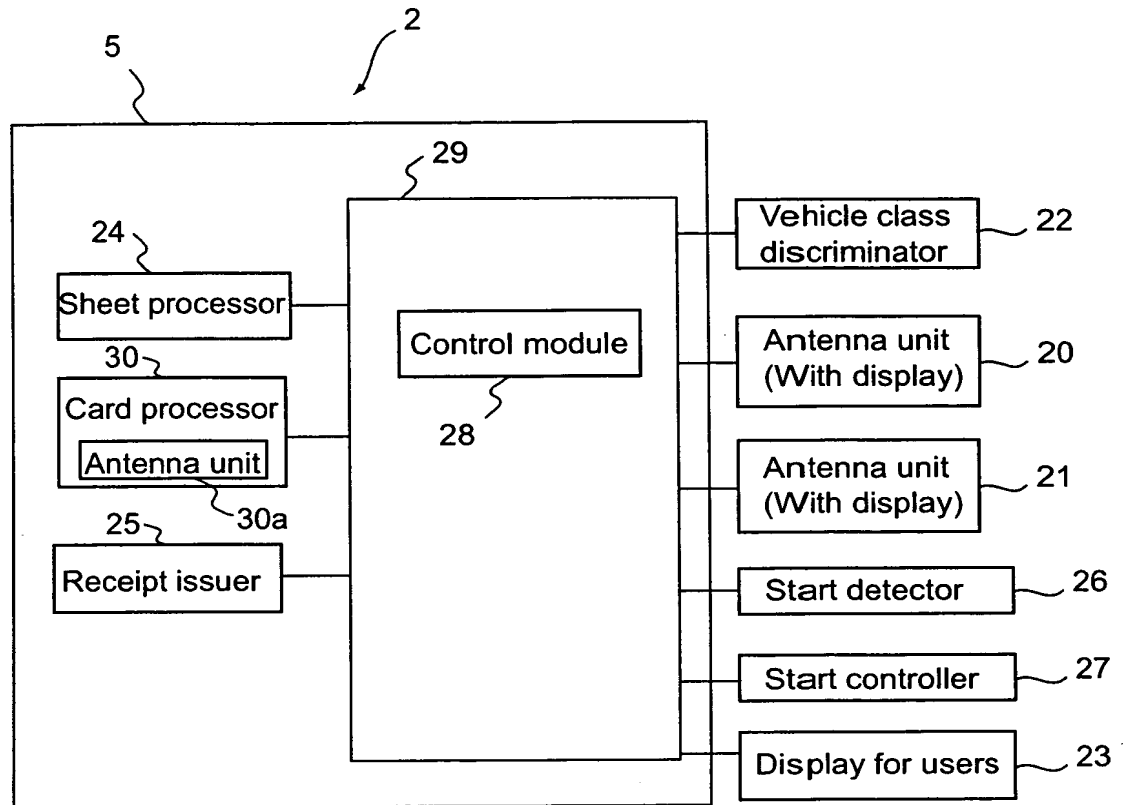 2
5
29
Vehicle class
discriminator
22
24
Sheet processor
Control module
28
Antenna unit
(With display)
20
30
Card processor
Antenna unit
30a
Antenna unit
(With display)
21
25
Receipt issuer
Start detector
26
Start controller
27
Display for users
23